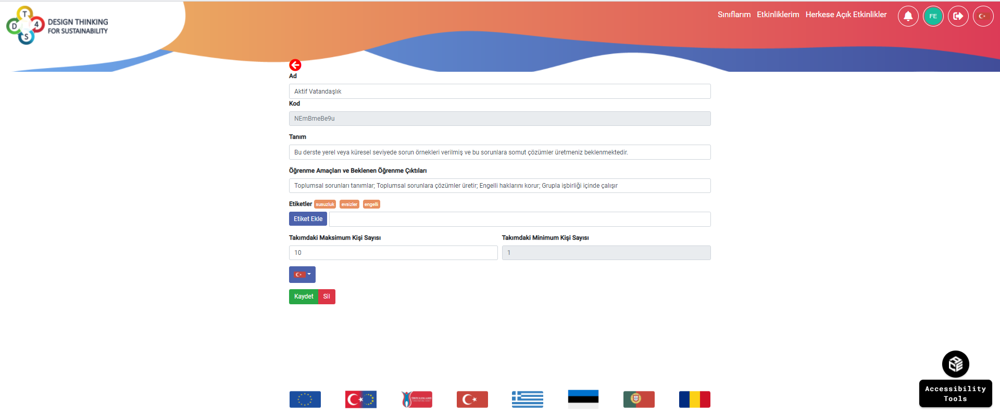 T
D 4
S
DESIGN THINKING
FOR SUSTAINABILITY
Sınıflarım Etkinliklerim Herkese Açık Etkinlikler FE
Ad
Aktif Vatandaşlık
Kod
NEmBmeBe9u
Tanım
Bu derste yerel veya küresel seviyede sorun örnekleri verilmiş ve bu sorunlara somut çözümler üretmeniz beklenmektedir.
Öğrenme Amaçları ve Beklenen Öğrenme Çıktıları
Toplumsal sorunları tanımlar; Toplumsal sorunlara çözümler üretir; Engelli haklarını korur; Grupla işbirliği içinde çalışır
Etiketler susuzluk evsizler engelli
Etiket Ekle
Takımdaki Maksimum Kişi Sayısı Takımdaki Minimum Kişi Sayısı
10 1
Kaydet Sil
Accessibility
Tools